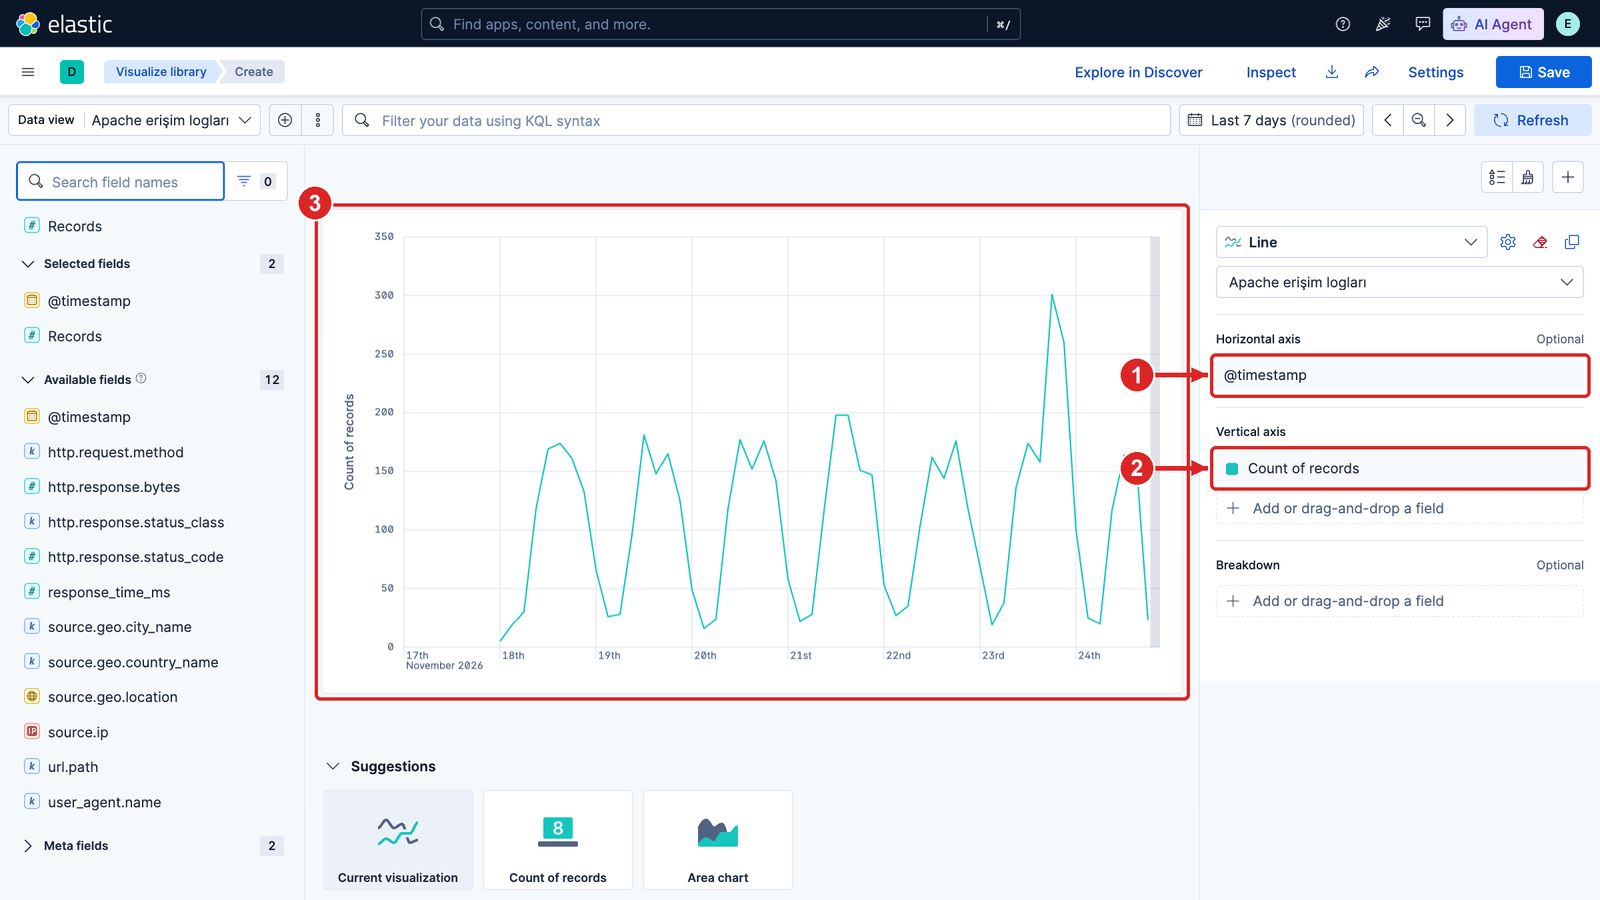 elastic
Find apps, content, and more.
⌘/
AI Agent
E
D
Visualize library
Create
Explore in Discover
Inspect
Settings
Save
Data view
Apache erişim logları
Filter your data using KQL syntax
Last 7 days (rounded)
Refresh
Search field names
0
Records
Selected fields
2
@timestamp
Records
Available fields
12
@timestamp
http.request.method
http.response.bytes
http.response.status_class
http.response.status_code
response_time_ms
source.geo.city_name
source.geo.country_name
source.geo.location
source.ip
url.path
user_agent.name
Meta fields
2
3
350
300
250
200
150
100
50
0
Count of records
17th
November 2026
18th
19th
20th
21st
22nd
23rd
24th
Suggestions
Current visualization
8
Count of records
Area chart
Line
Apache erişim logları
Horizontal axis
Optional
1
@timestamp
Vertical axis
2
Count of records
Add or drag-and-drop a field
Breakdown
Optional
Add or drag-and-drop a field